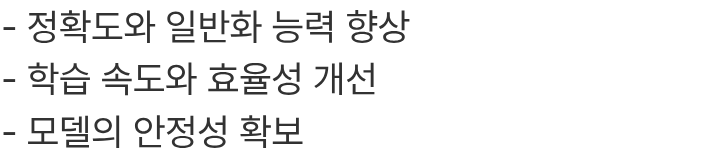 - 정확도와 일반화 능력 향상
- 학습 속도와 효율성 개선
- 모델의 안정성 확보